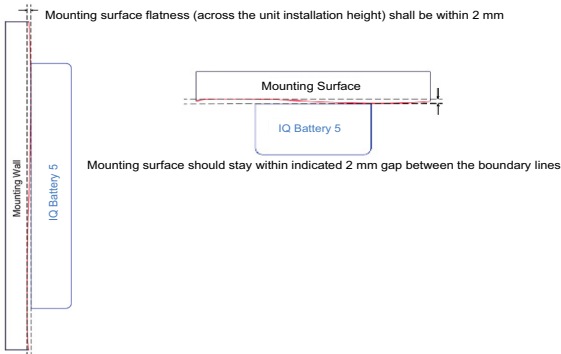 Mounting surface flatness (across the unit installation height) shall be within 2 mm
Mounting Surface
IQ Battery 5
Mounting surface should stay within indicated 2 mm gap between the boundary lines
Mounting Wall
IQ Battery 5